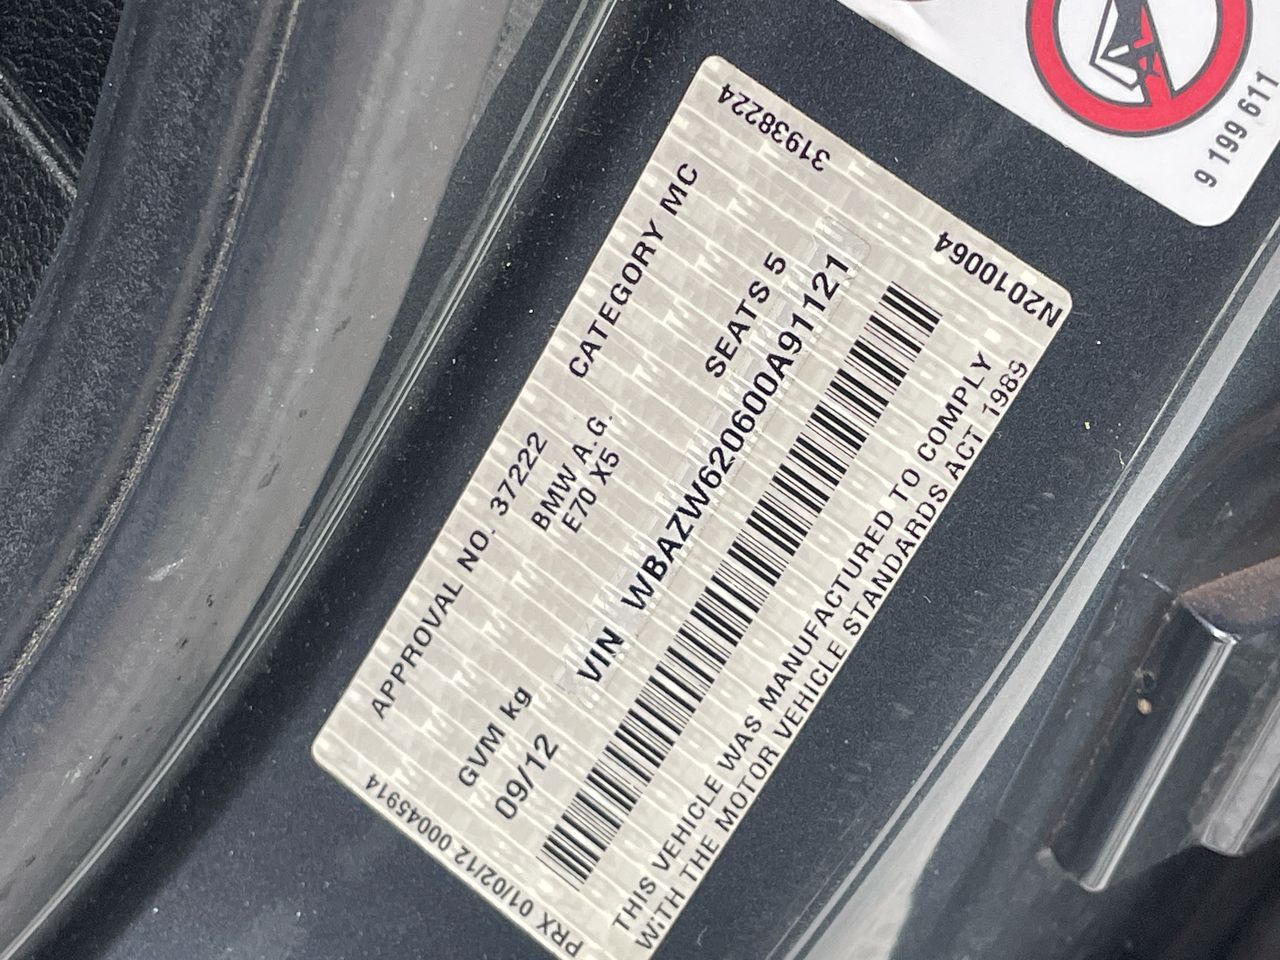 APPROVAL NO. 37222 CATEGORY MC
BMW A.G.
E70 X5
GVM kg SEATS 5
09/12
VIN WBAZW620600A91121
THIS VEHICLE WAS MANUFACTURED TO COMPLY
WITH THE MOTOR VEHICLE STANDARDS ACT 1989
PRX 01/02/12 00045914
31938224
N2010064
9 199 611